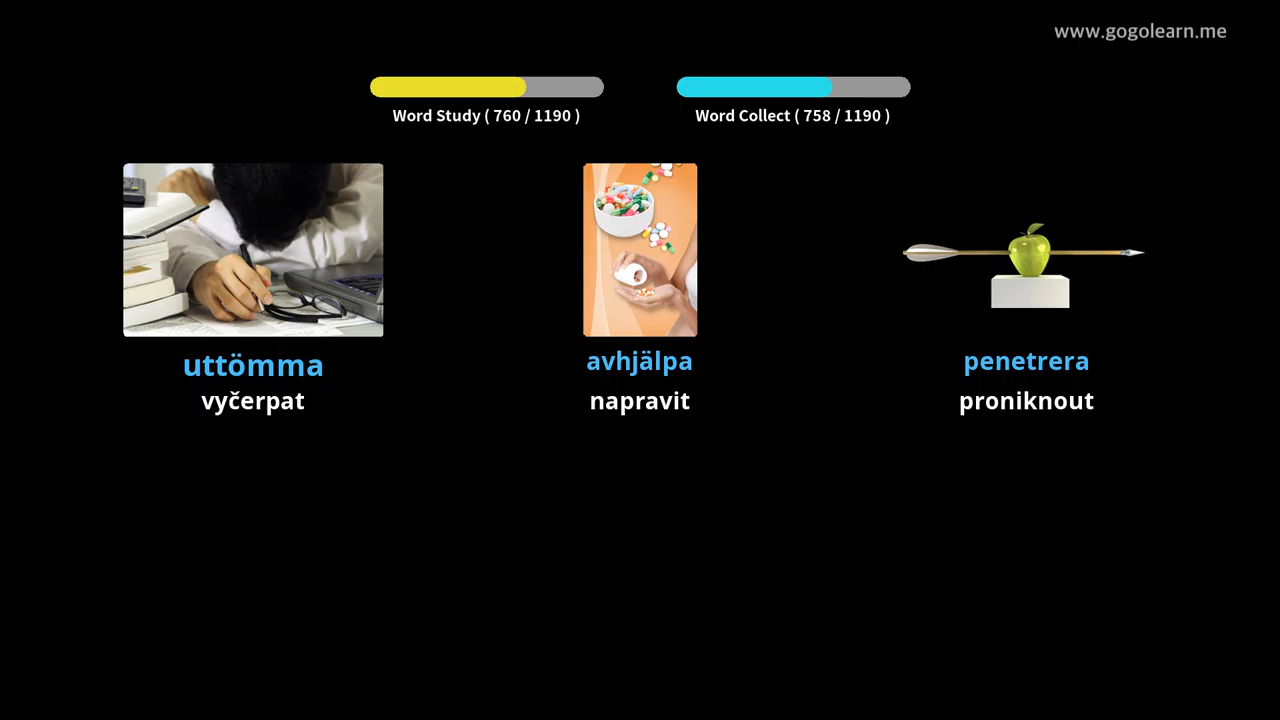 www.gogolearn.me
Word Study ( 760 / 1190 )
Word Collect ( 758 / 1190 )
uttömma
avhjälpa
penetrera
vyčerpat
napravit
proniknout